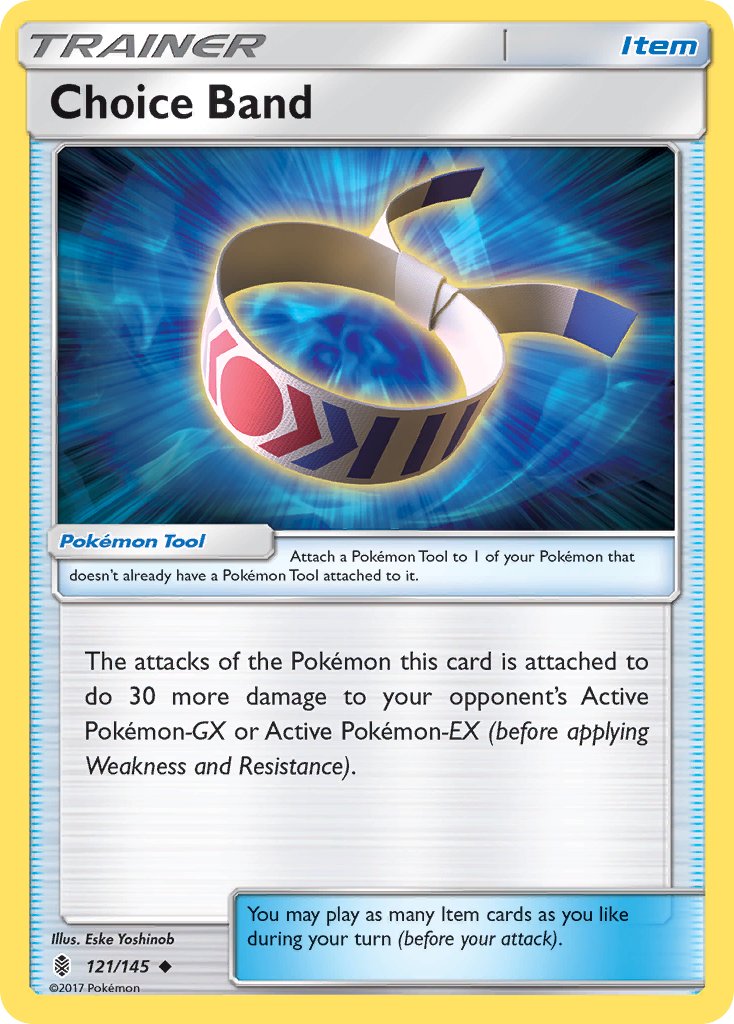 TRAINER
Item
Choice Band
Pokémon Tool
Attach a Pokémon Tool to 1 of your Pokémon that
doesn't already have a Pokémon Tool attached to it.
The attacks of the Pokémon this card is attached to
do 30 more damage to your opponent's Active
Pokémon-GX or Active Pokémon-EX (before applying
Weakness and Resistance).
You may play as many Item cards as you like
during your turn (before your attack).
Illus. Eske Yoshinob
121/145 ◆
©2017 Pokémon